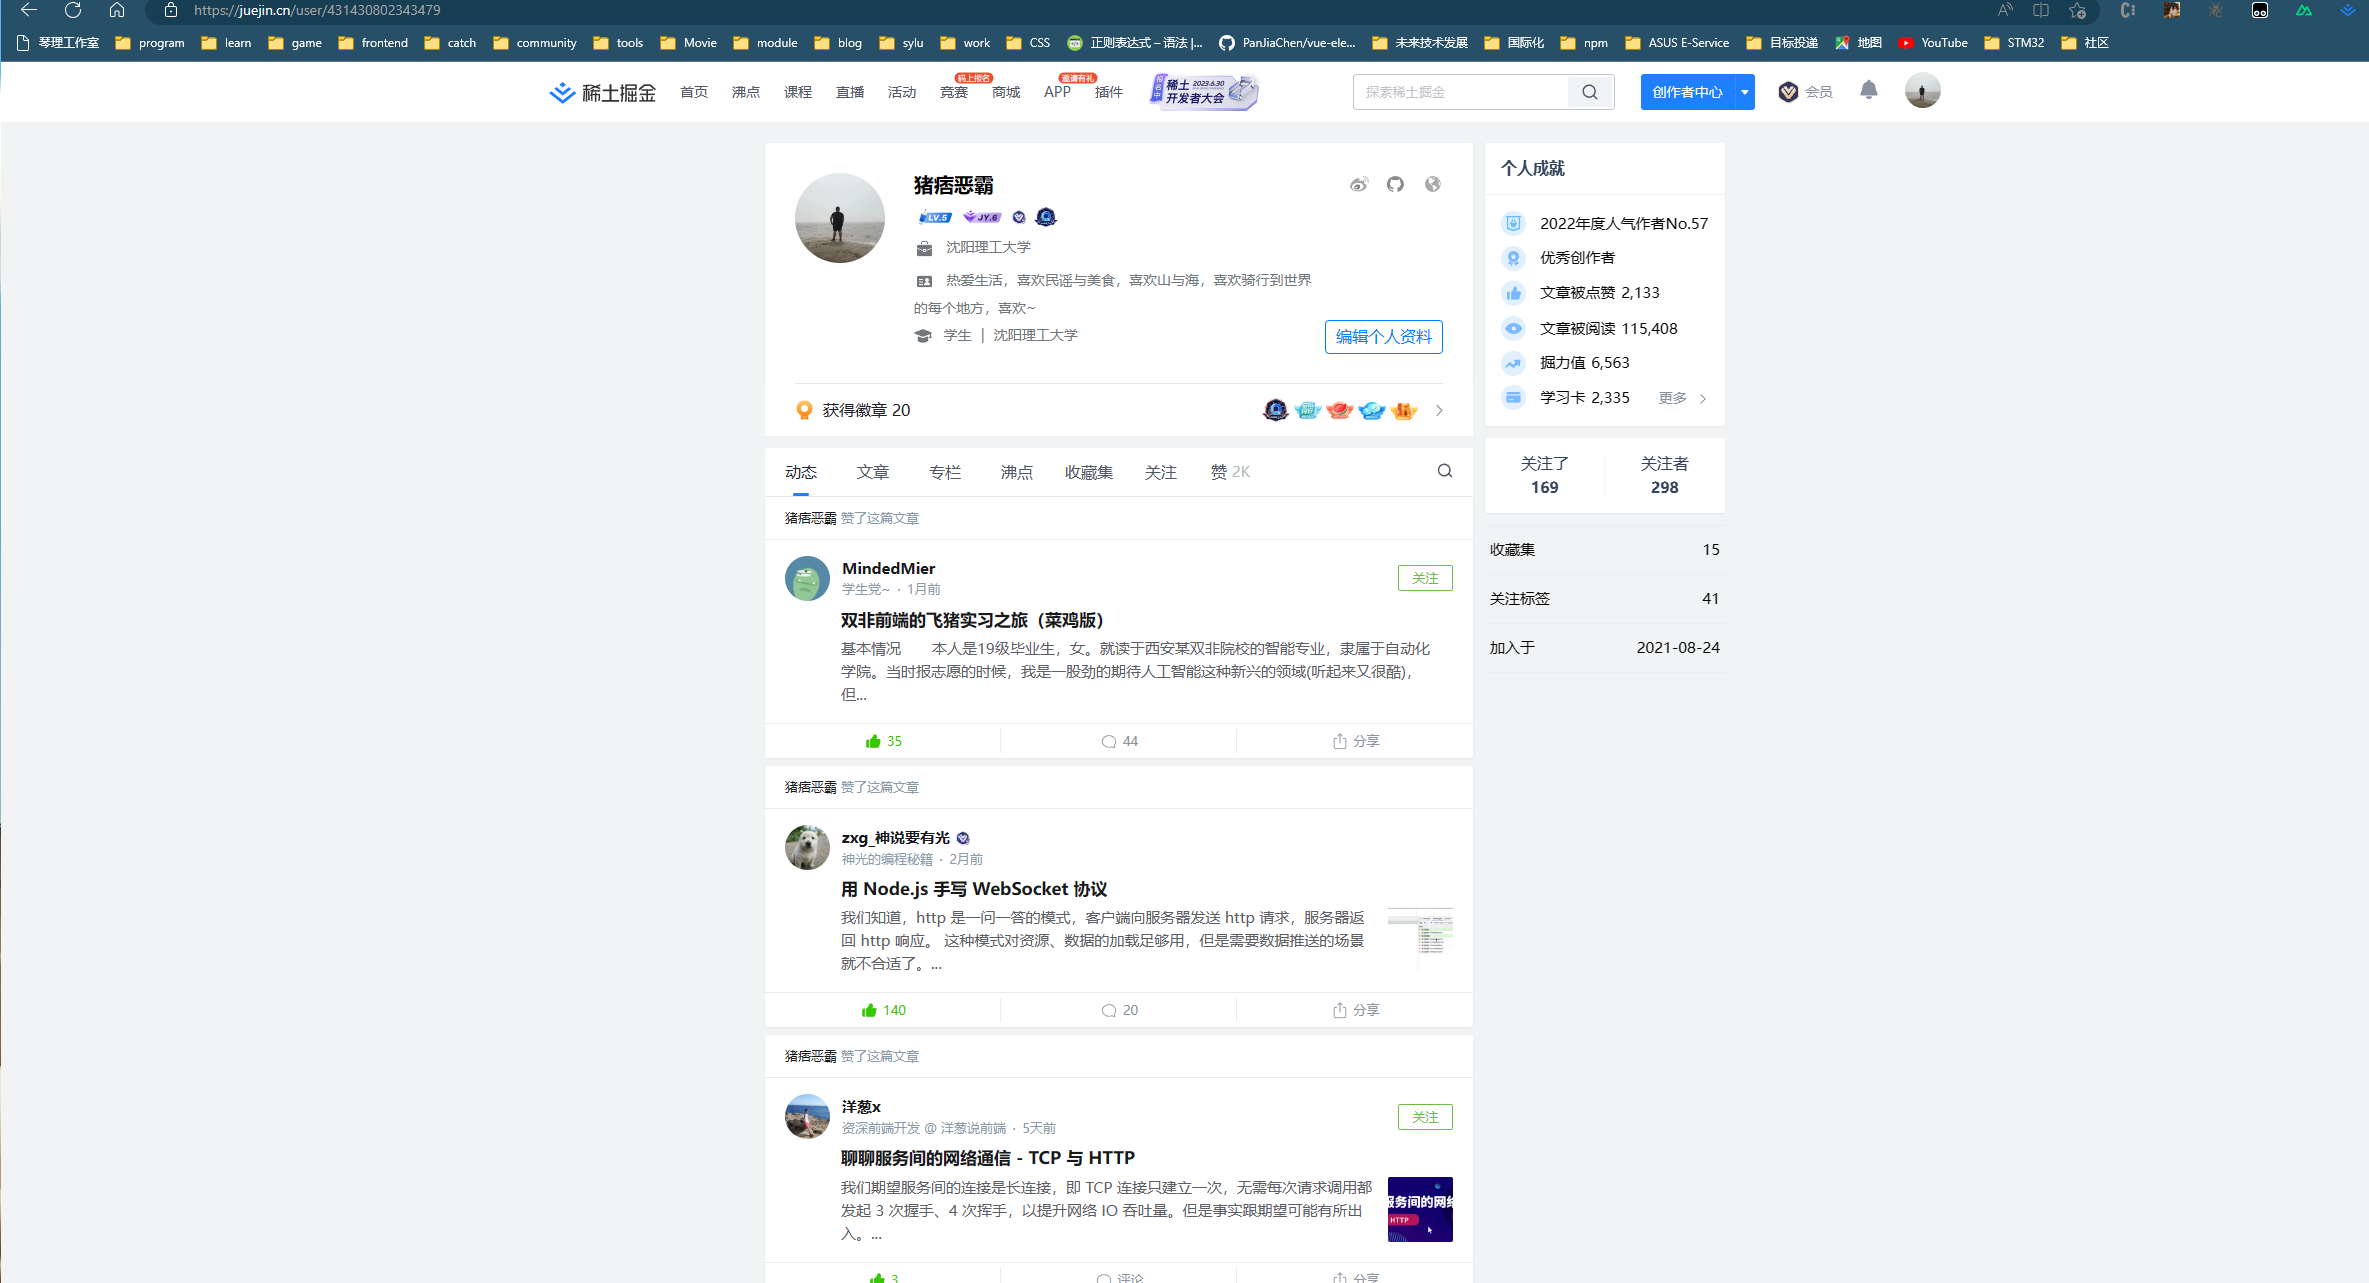 https://juejin.cn/user/431430802343479
琴理工作室 program learn game frontend catch community tools Movie module blog sylu work CSS 正则表达式 – 语法 |... PanJiaChen/vue-ele... 未来技术发展 国际化 npm ASUS E-Service 目标投递 地图 YouTube STM32 社区
稀土掘金 首页 沸点 课程 直播 活动 竞赛 码上报名 商城 APP 邀请有礼 插件 报名中 稀土 2023.6.30 开发者大会 探索稀土掘金 创作者中心 会员
猪痞恶霸
LV.5 JY.6
沈阳理工大学
热爱生活，喜欢民谣与美食，喜欢山与海，喜欢骑行到世界
的每个地方，喜欢~
学生 | 沈阳理工大学
编辑个人资料
获得徽章 20
个人成就
2022年度人气作者No.57
优秀创作者
文章被点赞 2,133
文章被阅读 115,408
掘力值 6,563
学习卡 2,335 更多
关注了 关注者
169 298
收藏集 15
关注标签 41
加入于 2021-08-24
动态 文章 专栏 沸点 收藏集 关注 赞 2K
猪痞恶霸 赞了这篇文章
MindedMier
学生党~ · 1月前
关注
双非前端的飞猪实习之旅（菜鸡版）
基本情况 本人是19级毕业生，女。就读于西安某双非院校的智能专业，隶属于自动化
学院。当时报志愿的时候，我是一股劲的期待人工智能这种新兴的领域(听起来又很酷)，
但...
35 44 分享
猪痞恶霸 赞了这篇文章
zxg_神说要有光
神光的编程秘籍 · 2月前
用 Node.js 手写 WebSocket 协议
我们知道，http 是一问一答的模式，客户端向服务器发送 http 请求，服务器返
回 http 响应。 这种模式对资源、数据的加载足够用，但是需要数据推送的场景
就不合适了。...
140 20 分享
猪痞恶霸 赞了这篇文章
洋葱x
资深前端开发 @ 洋葱说前端 · 5天前
关注
聊聊服务间的网络通信 - TCP 与 HTTP
我们期望服务间的连接是长连接，即 TCP 连接只建立一次，无需每次请求调用都
发起 3 次握手、4 次挥手，以提升网络 IO 吞吐量。但是事实跟期望可能有所出
入。...
服务间的网络
HTTP
3 评论 分享